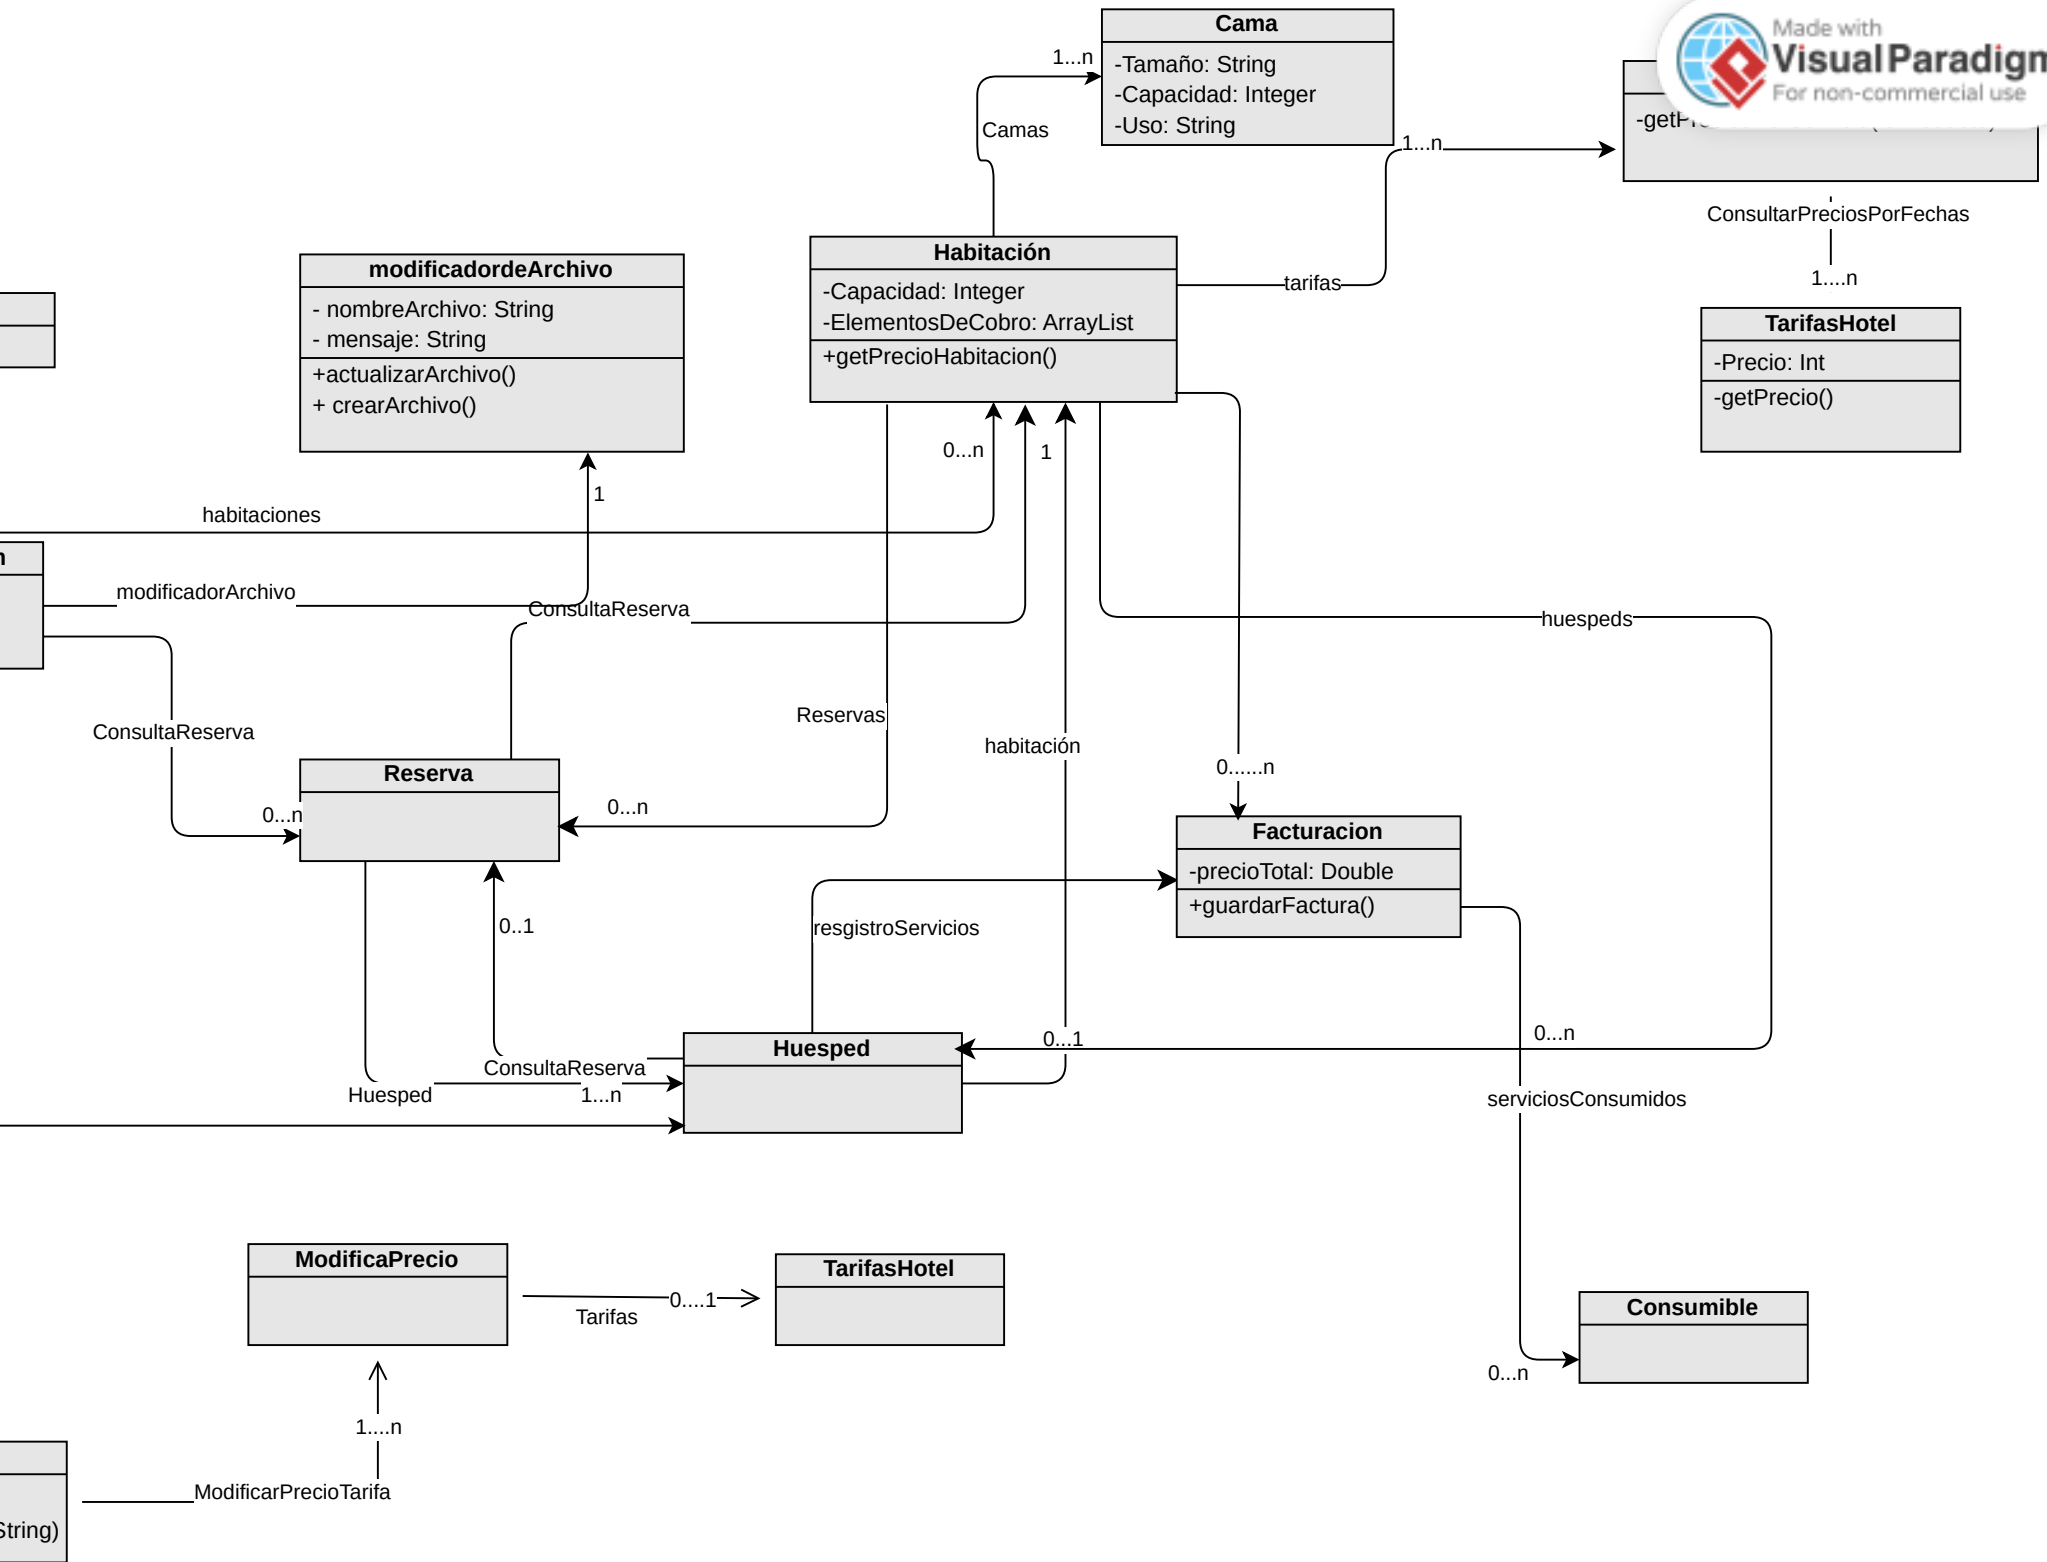 Cama
-Tamaño: String
-Capacidad: Integer
-Uso: String
1...n
Camas
Made with
Visual Paradigm
For non-commercial use
1...n
ConsultarPreciosPorFechas
1....n
TarifasHotel
-Precio: Int
-getPrecio()
modificadordeArchivo
- nombreArchivo: String
- mensaje: String
+actualizarArchivo()
+ crearArchivo()
Habitación
-Capacidad: Integer
-ElementosDeCobro: ArrayList
+getPrecioHabitacion()
tarifas
0...n
1
1
habitaciones
modificadorArchivo
ConsultaReserva
huespeds
ConsultaReserva
Reservas
habitación
0......n
Reserva
0...n
0...n
Facturacion
-precioTotal: Double
+guardarFactura()
0..1
resgistroServicios
Huesped
0...1
0...n
ConsultaReserva
Huesped
1...n
serviciosConsumidos
ModificaPrecio
Tarifas
0....1
TarifasHotel
Consumible
0...n
1....n
ModificarPrecioTarifa
String)